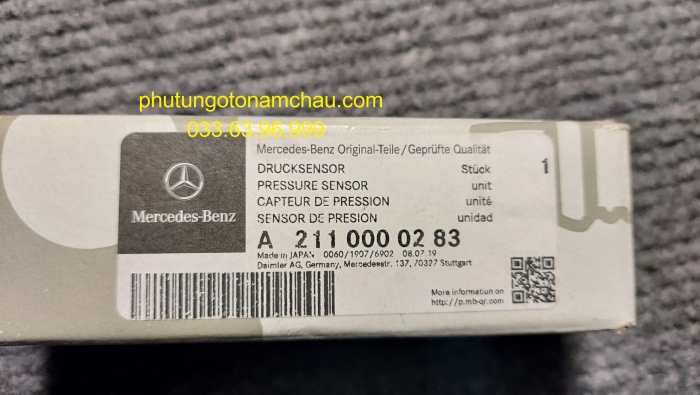 phutungotonamchau.com
033.63.96.999
Mercedes-Benz Original-Teile/Geprüfte Qualität
DRUCKSENSOR Stück 1
PRESSURE SENSOR unit
CAPTEUR DE PRESSION unité
SENSOR DE PRESION unidad
Mercedes-Benz
A 211 000 02 83
Made in JAPAN 0060/1907/6902 08.07.19
Daimler AG, Germany, Mercedesstr. 137, 70327 Stuttgart
More information on
http://p.mb-qr.com/